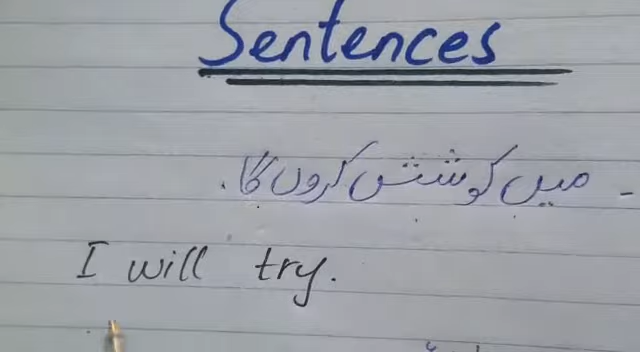 Sentences
- میں کوشش کروں گا.
I will try.